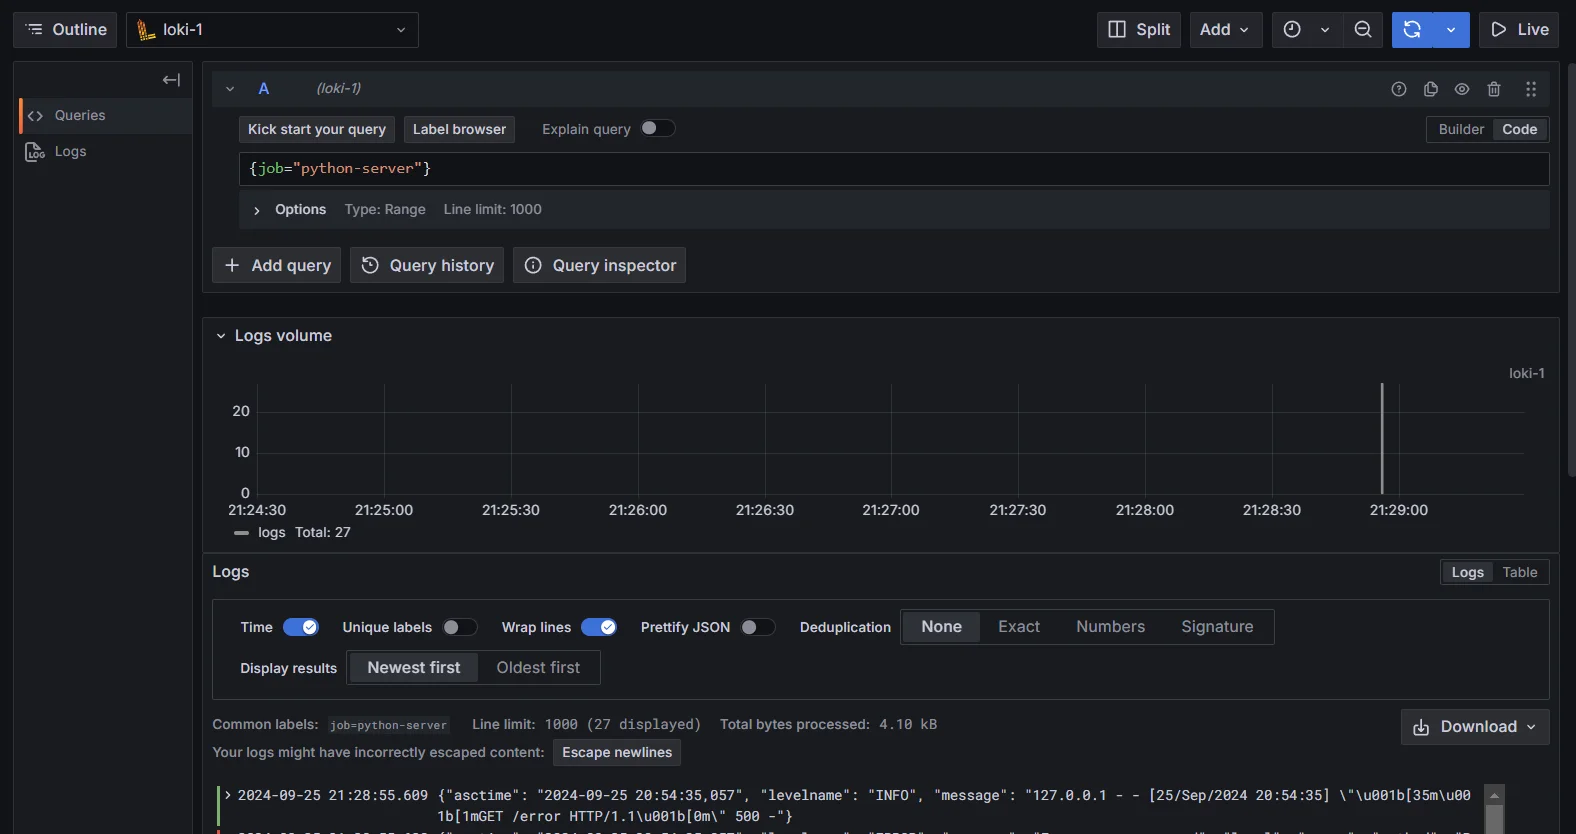 Outline
loki-1
Split
Add
Live
Queries
Logs
A
(loki-1)
Kick start your query
Label browser
Explain query
Builder
Code
{job="python-server"}
Options
Type: Range
Line limit: 1000
Add query
Query history
Query inspector
Logs volume
loki-1
20
10
0
21:24:30 21:25:00 21:25:30 21:26:00 21:26:30 21:27:00 21:27:30 21:28:00 21:28:30 21:29:00
logs Total: 27
Logs
Logs
Table
Time
Unique labels
Wrap lines
Prettify JSON
Deduplication
None
Exact
Numbers
Signature
Display results
Newest first
Oldest first
Common labels: job=python-server Line limit: 1000 (27 displayed) Total bytes processed: 4.10 kB
Download
Your logs might have incorrectly escaped content:
Escape newlines
2024-09-25 21:28:55.609 {"asctime": "2024-09-25 20:54:35,057", "levelname": "INFO", "message": "127.0.0.1 - - [25/Sep/2024 20:54:35] \"\u001b[35m\u00
1b[1mGET /error HTTP/1.1\u001b[0m\" 500 -"}